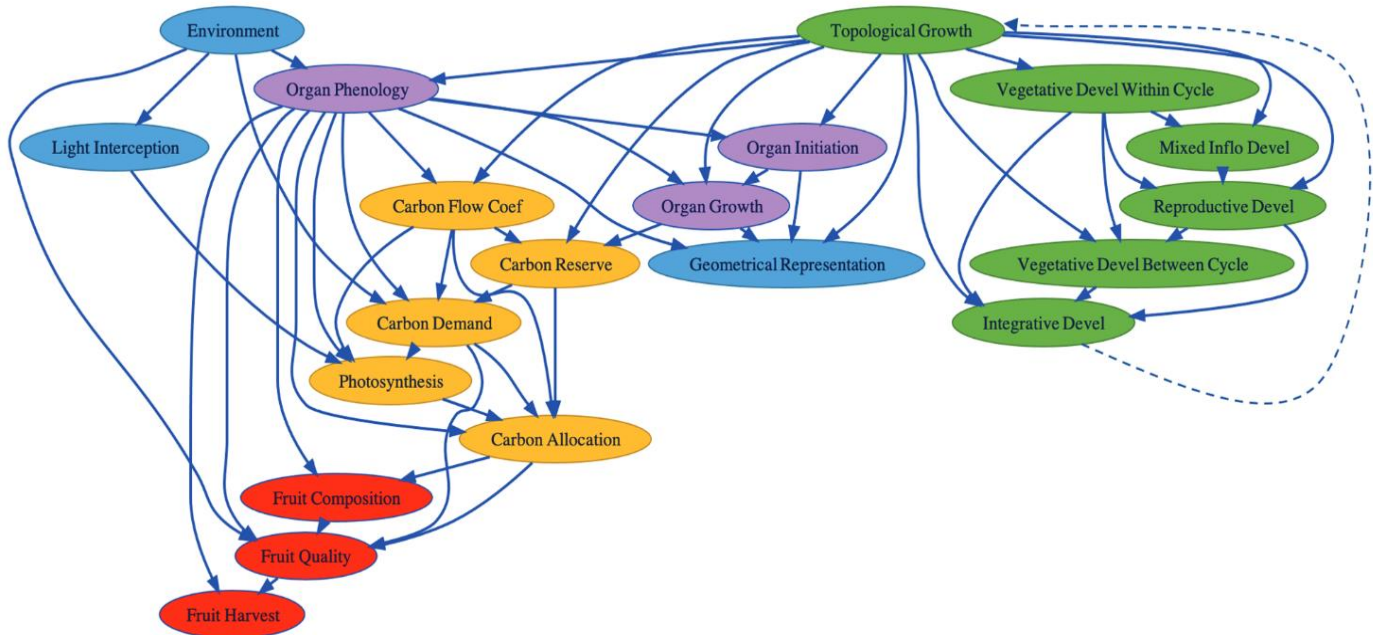 Environment
Topological Growth
Organ Phenology
Vegetative Devel Within Cycle
Light Interception
Organ Initiation
Mixed Inflo Devel
Carbon Flow Coef
Organ Growth
Reproductive Devel
Carbon Reserve
Geometrical Representation
Vegetative Devel Between Cycle
Carbon Demand
Integrative Devel
Photosynthesis
Carbon Allocation
Fruit Composition
Fruit Quality
Fruit Harvest